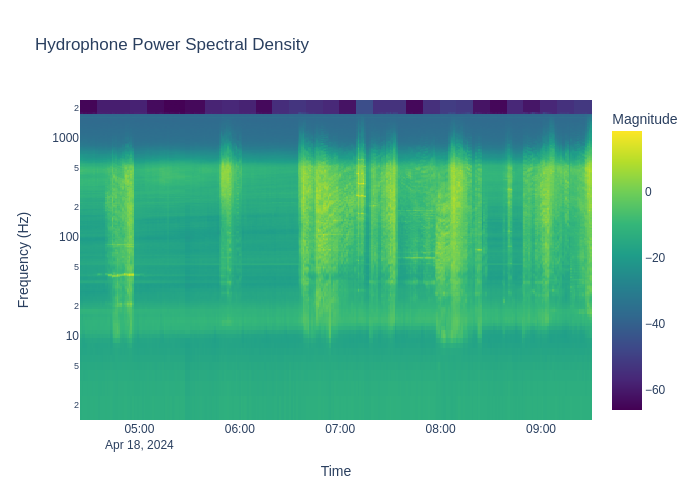 Hydrophone Power Spectral Density
Magnitude
2
1000
5
2
100
5
2
10
5
2
Frequency (Hz)
0
−20
−40
−60
05:00 06:00 07:00 08:00 09:00
Apr 18, 2024
Time